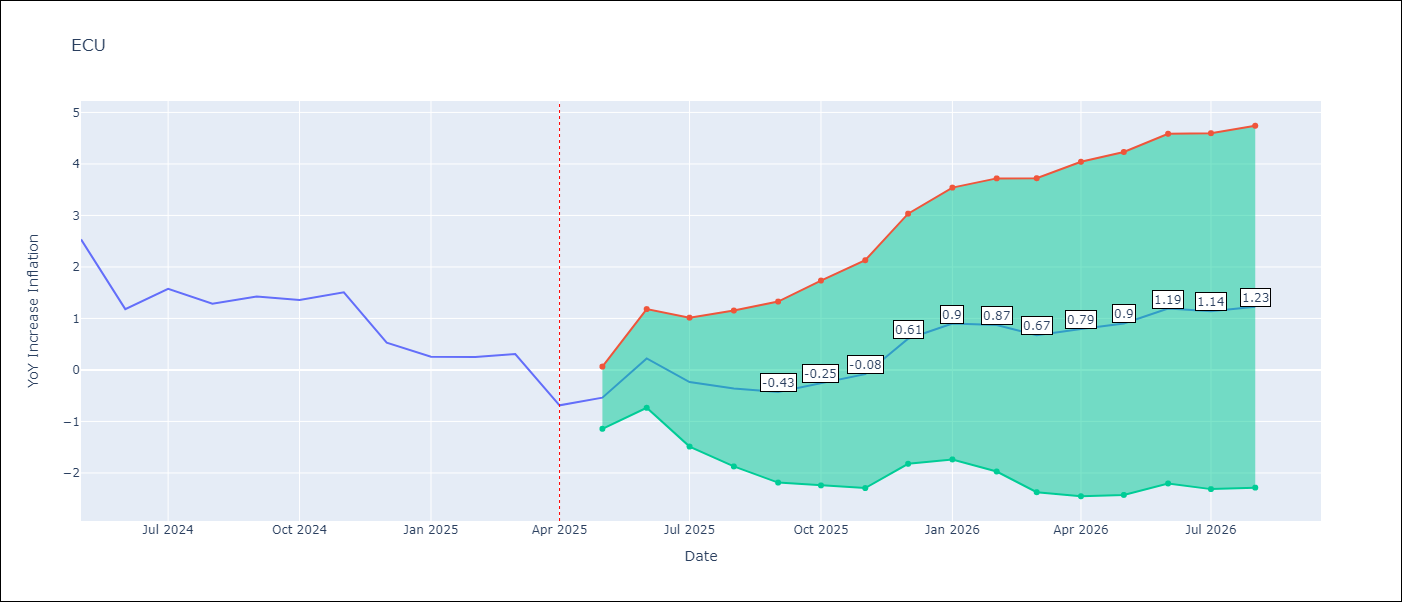 ECU
YoY Increase Inflation
5
4
3
2
1
0
−1
−2
-0.43
-0.25
-0.08
0.61
0.9
0.87
0.67
0.79
0.9
1.19
1.14
1.23
Jul 2024
Oct 2024
Jan 2025
Apr 2025
Jul 2025
Oct 2025
Jan 2026
Apr 2026
Jul 2026
Date